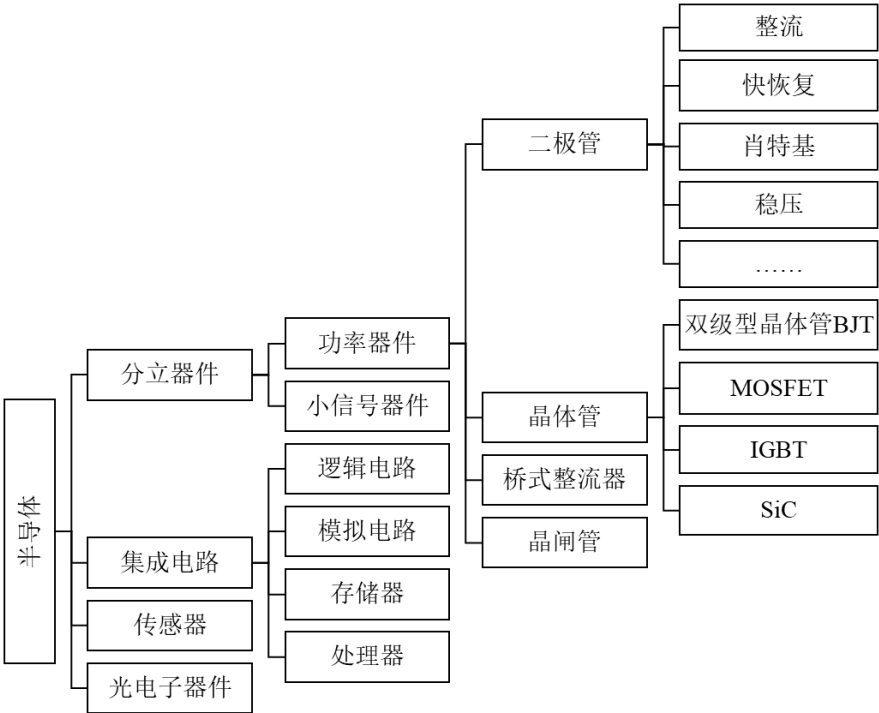 半导体
分立器件
集成电路
传感器
光电子器件
功率器件
小信号器件
逻辑电路
模拟电路
存储器
处理器
二极管
晶体管
桥式整流器
晶闸管
整流
快恢复
肖特基
稳压
……
双级型晶体管BJT
MOSFET
IGBT
SiC